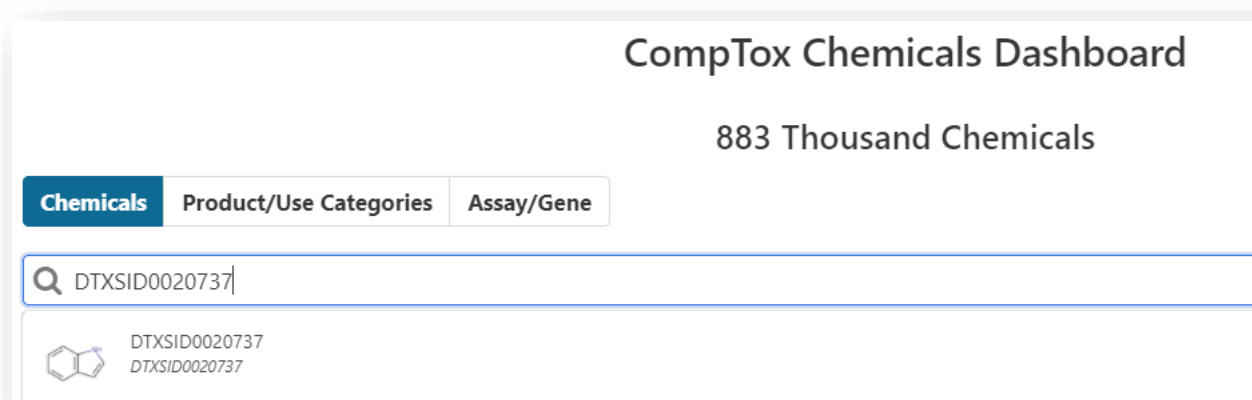 CompTox Chemicals Dashboard
883 Thousand Chemicals
Chemicals Product/Use Categories Assay/Gene
DTXSID0020737
DTXSID0020737
DTXSID0020737